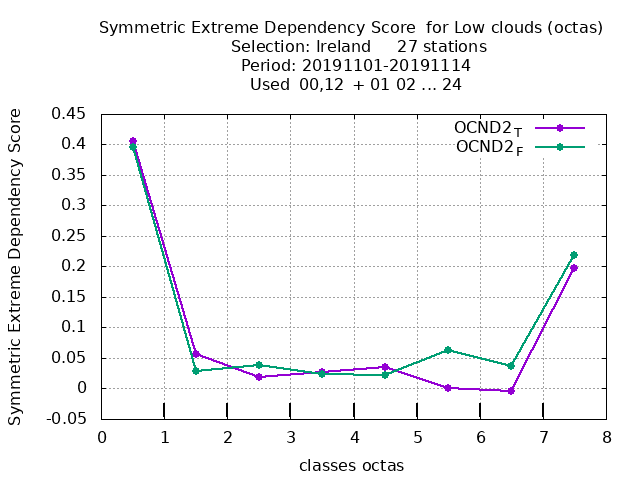 Symmetric Extreme Dependency Score for Low clouds (octas)
Selection: Ireland 27 stations
Period: 20191101-20191114
Used 00,12 + 01 02 ... 24
OCND2T
OCND2F
Symmetric Extreme Dependency Score
0.45
0.4
0.35
0.3
0.25
0.2
0.15
0.1
0.05
0
-0.05
0 1 2 3 4 5 6 7 8
classes octas